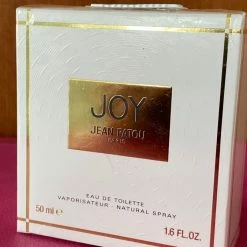 JOY
JEAN PATOU
PARIS
EAU DE TOILETTE
VAPORISATEUR - NATURAL SPRAY
50 ml e 1.6 FL.OZ.